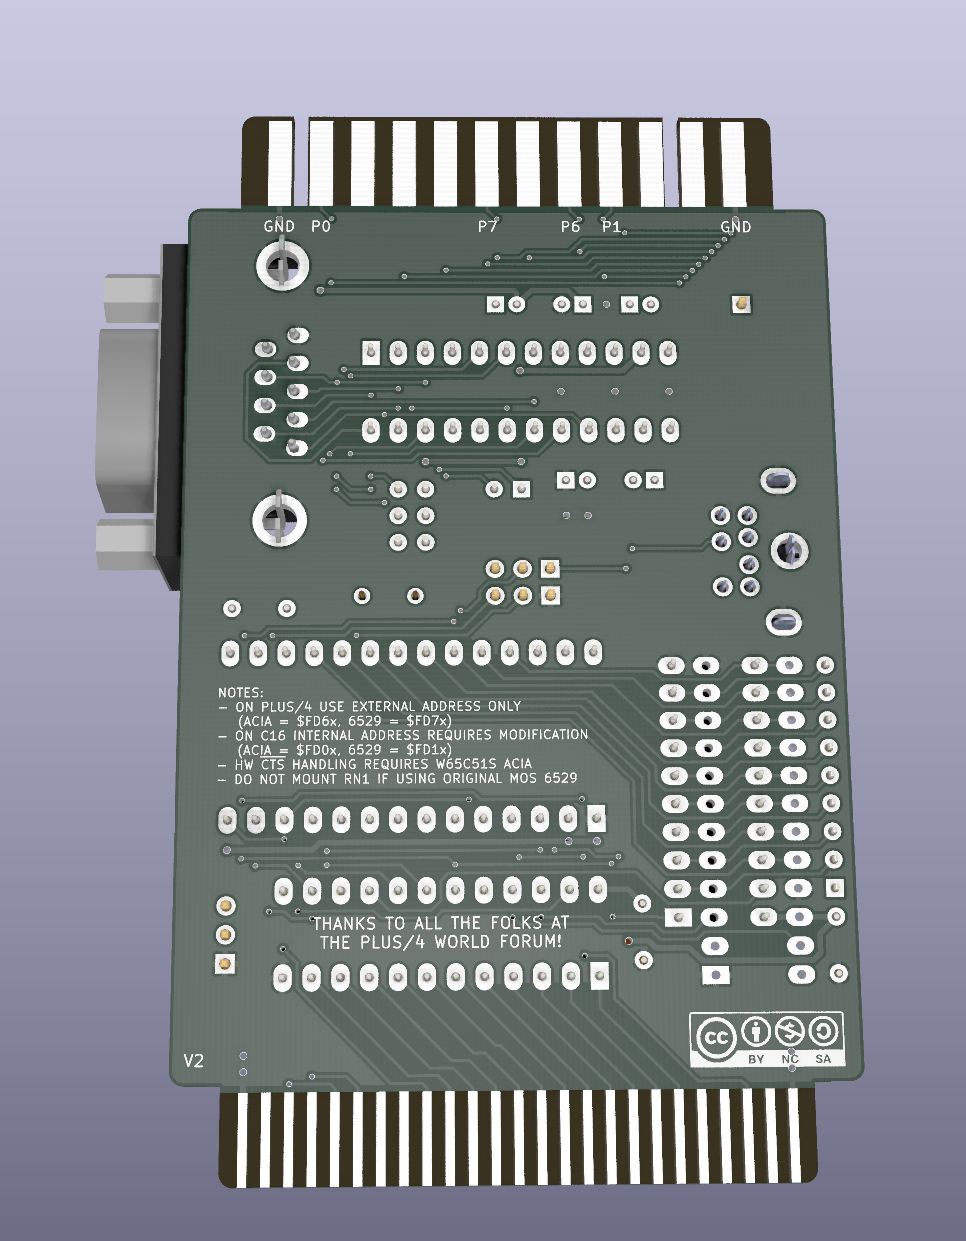 GND P0 P7 P6 P1 GND
NOTES:
– ON PLUS/4 USE EXTERNAL ADDRESS ONLY
(ACIA = $FD6x, 6529 = $FD7x)
– ON C16 INTERNAL ADDRESS REQUIRES MODIFICATION
(ACIA = $FD0x, 6529 = $FD1x)
– HW CTS HANDLING REQUIRES W65C51S ACIA
– DO NOT MOUNT RN1 IF USING ORIGINAL MOS 6529
THANKS TO ALL THE FOLKS AT
THE PLUS/4 WORLD FORUM!
V2
cc
BY NC SA